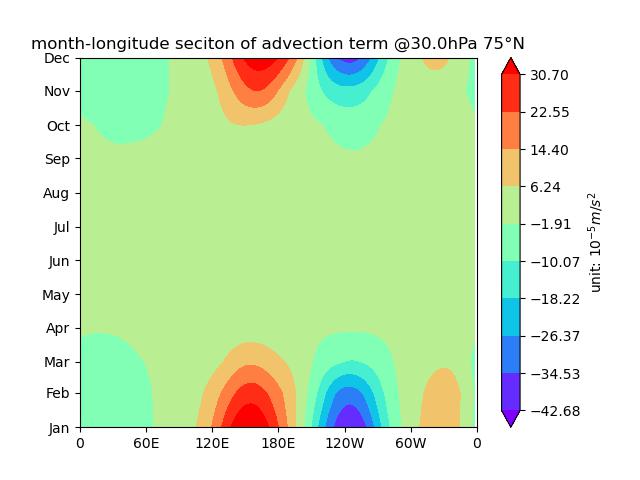 month-longitude seciton of advection term @30.0hPa 75°N
Dec
Nov
Oct
Sep
Aug
Jul
Jun
May
Apr
Mar
Feb
Jan
0 60E 120E 180E 120W 60W 0
30.70
22.55
14.40
6.24
−1.91
−10.07
−18.22
−26.37
−34.53
−42.68
unit: 10⁻⁵m/s²